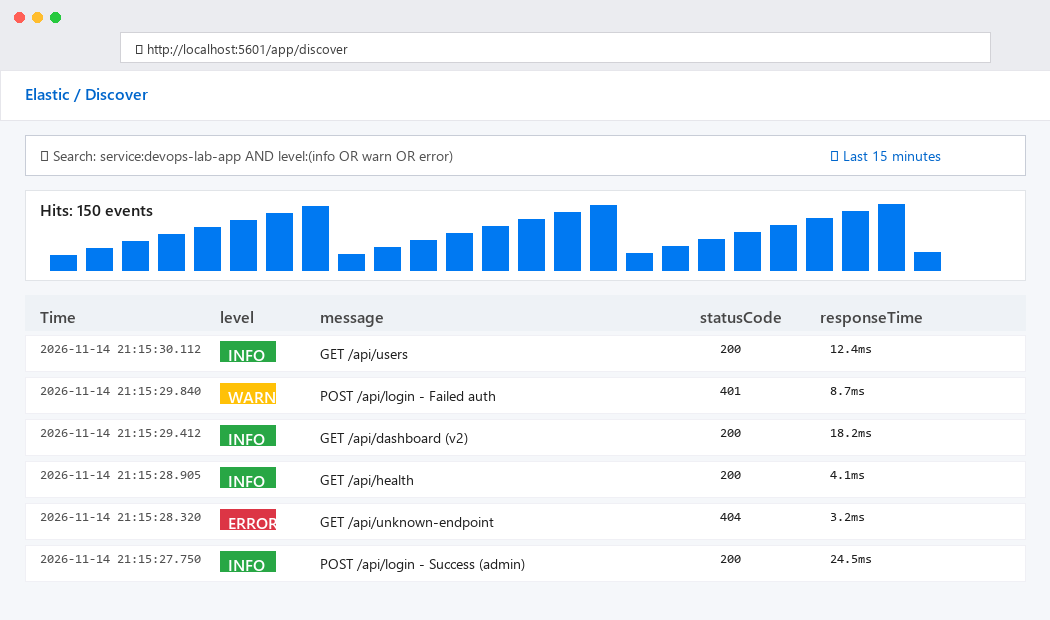 http://localhost:5601/app/discover
Elastic / Discover
Search: service:devops-lab-app AND level:(info OR warn OR error) Last 15 minutes
Hits: 150 events
Time level message statusCode responseTime
2026-11-14 21:15:30.112 INFO GET /api/users 200 12.4ms
2026-11-14 21:15:29.840 WARN POST /api/login - Failed auth 401 8.7ms
2026-11-14 21:15:29.412 INFO GET /api/dashboard (v2) 200 18.2ms
2026-11-14 21:15:28.905 INFO GET /api/health 200 4.1ms
2026-11-14 21:15:28.320 ERROR GET /api/unknown-endpoint 404 3.2ms
2026-11-14 21:15:27.750 INFO POST /api/login - Success (admin) 200 24.5ms